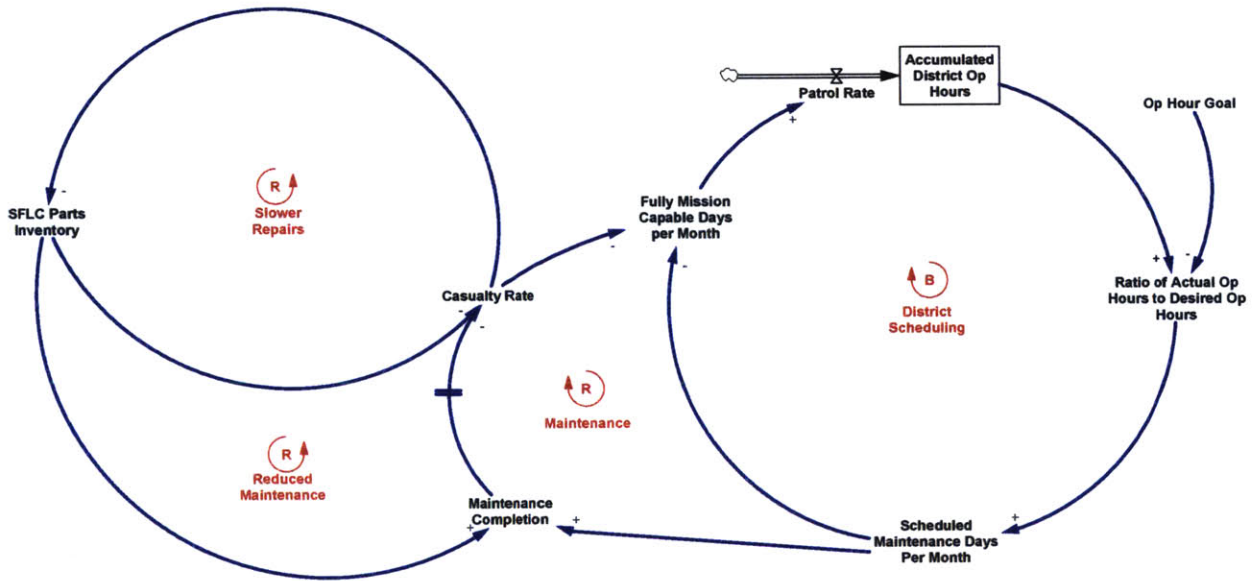 Accumulated
District Op
Hours
Patrol Rate
+
Op Hour Goal
R
Slower
Repairs
-
SFLC Parts
Inventory
Fully Mission
Capable Days
per Month
-
-
B
District
Scheduling
+
-
Ratio of Actual Op
Hours to Desired Op
Hours
Casualty Rate
-
-
R
Maintenance
R
Reduced
Maintenance
Maintenance
Completion
+
+
+
Scheduled
Maintenance Days
Per Month